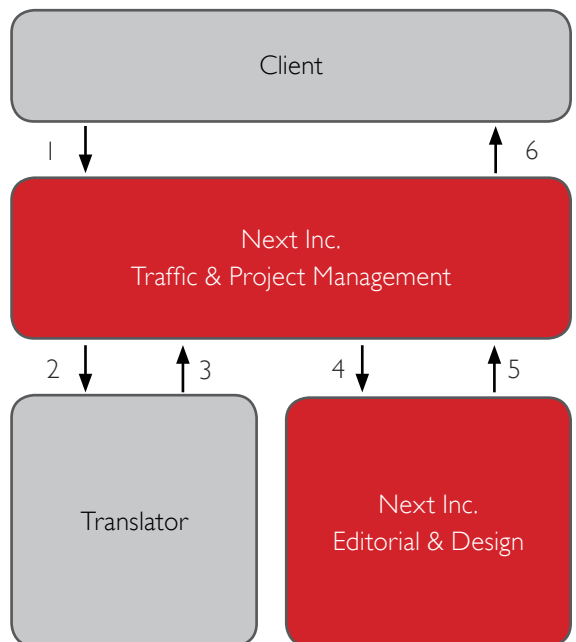 Client
1
6
Next Inc.
Traffic & Project Management
2
3
4
5
Translator
Next Inc.
Editorial & Design